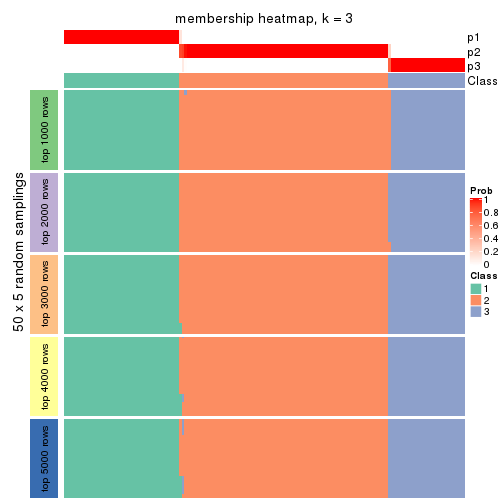 membership heatmap, k = 3
p1
p2
p3
Class
50 x 5 random samplings
top 1000 rows
top 2000 rows
top 3000 rows
top 4000 rows
top 5000 rows
Prob
1
0.8
0.6
0.4
0.2
0
Class
1
2
3